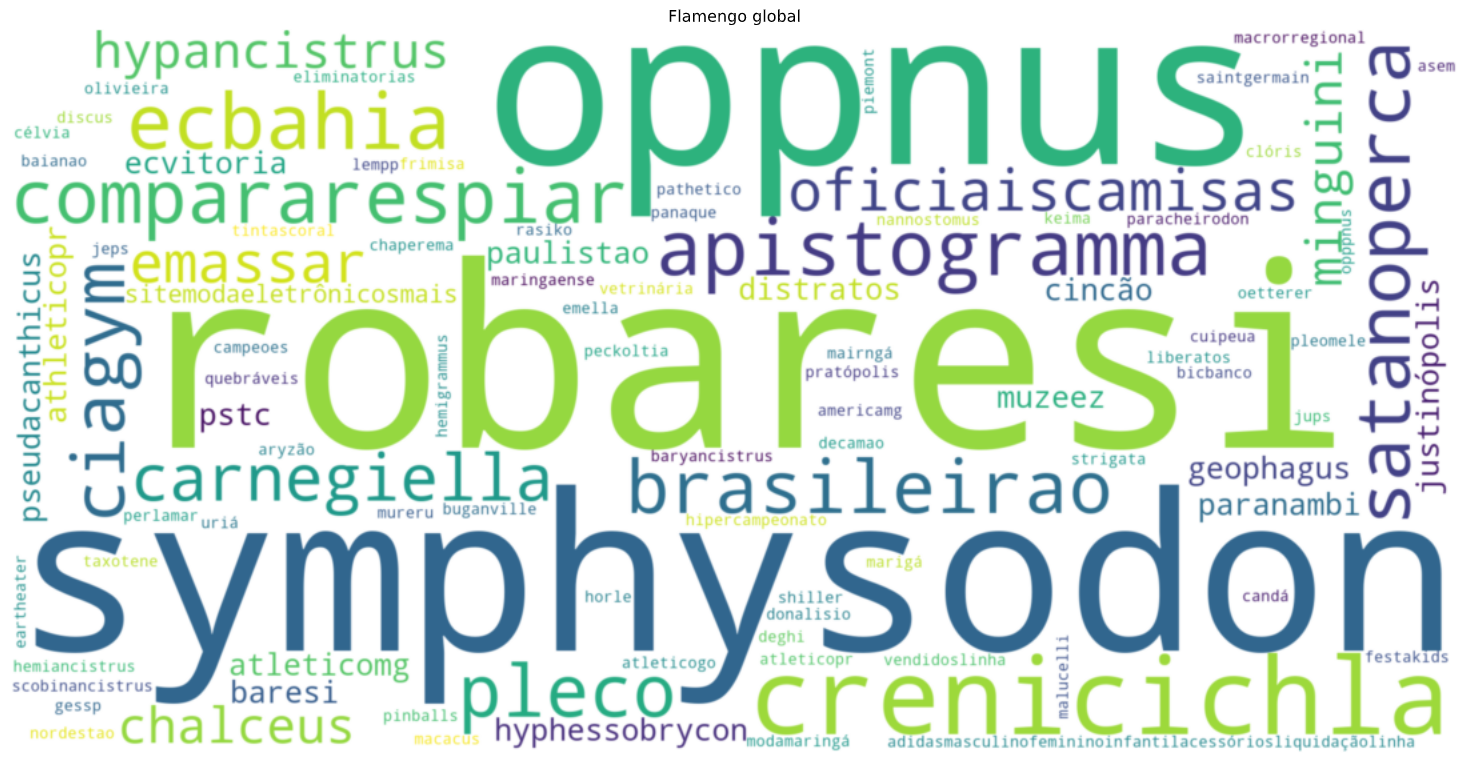 Flamengo global
hypancistrus
oppnus
macrorregional
asem
eliminatorias
olivieira
piemont
saintgermain
ecbahia
discus
célvia
minguini
satanoperca
clóris
baianao
ecvitoria
lempp
frimisa
compararespiar
pathetico
oficiaiscamisas
panaque
nannostomus
keima
paracheirodon
tintascoral
rasiko
chaperema
jeps
athleticopr
pseudacanthicus
ciagym
emassar
paulistao
apistogramma
opppnus
maringaense
vetrinária
distratos
cincão
oetterer
justinópolis
sitemodaeletrônicosmais
emella
robaresi
campeoes
hemigrammus
peckoltia
mairngá
cuipeua
pleomele
liberatos
quebráveis
pratópolis
bicbanco
muzeez
pstc
americamg
jups
aryzão
decamao
baryancistrus
strigata
carnegiella
brasileirao
geophagus
paranambi
perlamar
uriá
mureru
buganville
hipercampeonato
symphysodon
taxotene
marigá
eartheater
horle
shiller
candá
donalisio
deghi
hemiancistrus
atleticomg
atleticogo
atleticopr
vendidoslinha
malucelli
festakids
scobinancistrus
baresi
pleco
crenicichla
gessp
chalceus
pinballs
nordestao
macacus
hyphessobrycon
modamaringá
adidasmasculinofemininoinfantilacessóriosliquidaçãolinha